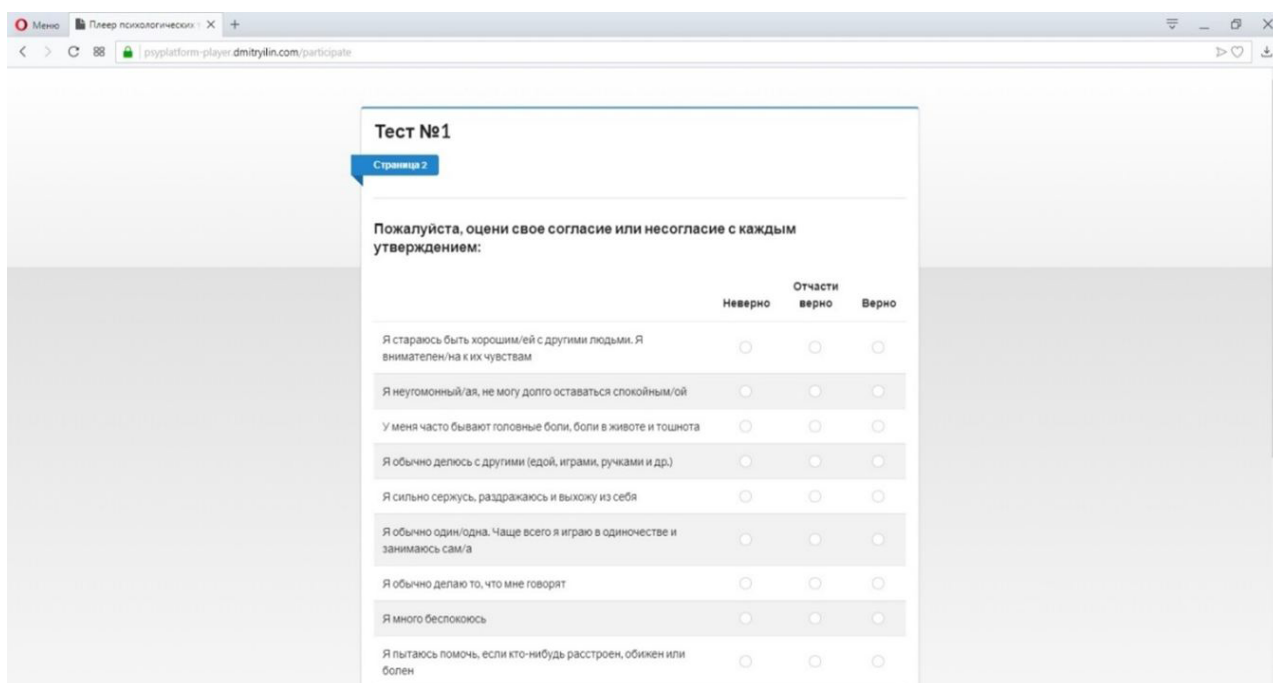 Меню
Плеер психологических т
psyplatform-player.dmitryilin.com/participate
Тест №1
Страница 2
Пожалуйста, оцени свое согласие или несогласие с каждым
утверждением:
Неверно
Отчасти
верно
Верно
Я стараюсь быть хорошим/ей с другими людьми. Я
внимателен/на к их чувствам
Я неугомонный/ая, не могу долго оставаться спокойным/ой
У меня часто бывают головные боли, боли в животе и тошнота
Я обычно делюсь с другими (едой, играми, ручками и др.)
Я сильно сержусь, раздражаюсь и выхожу из себя
Я обычно один/одна. Чаще всего я играю в одиночестве и
занимаюсь сам/а
Я обычно делаю то, что мне говорят
Я много беспокоюсь
Я пытаюсь помочь, если кто-нибудь расстроен, обижен или
болен